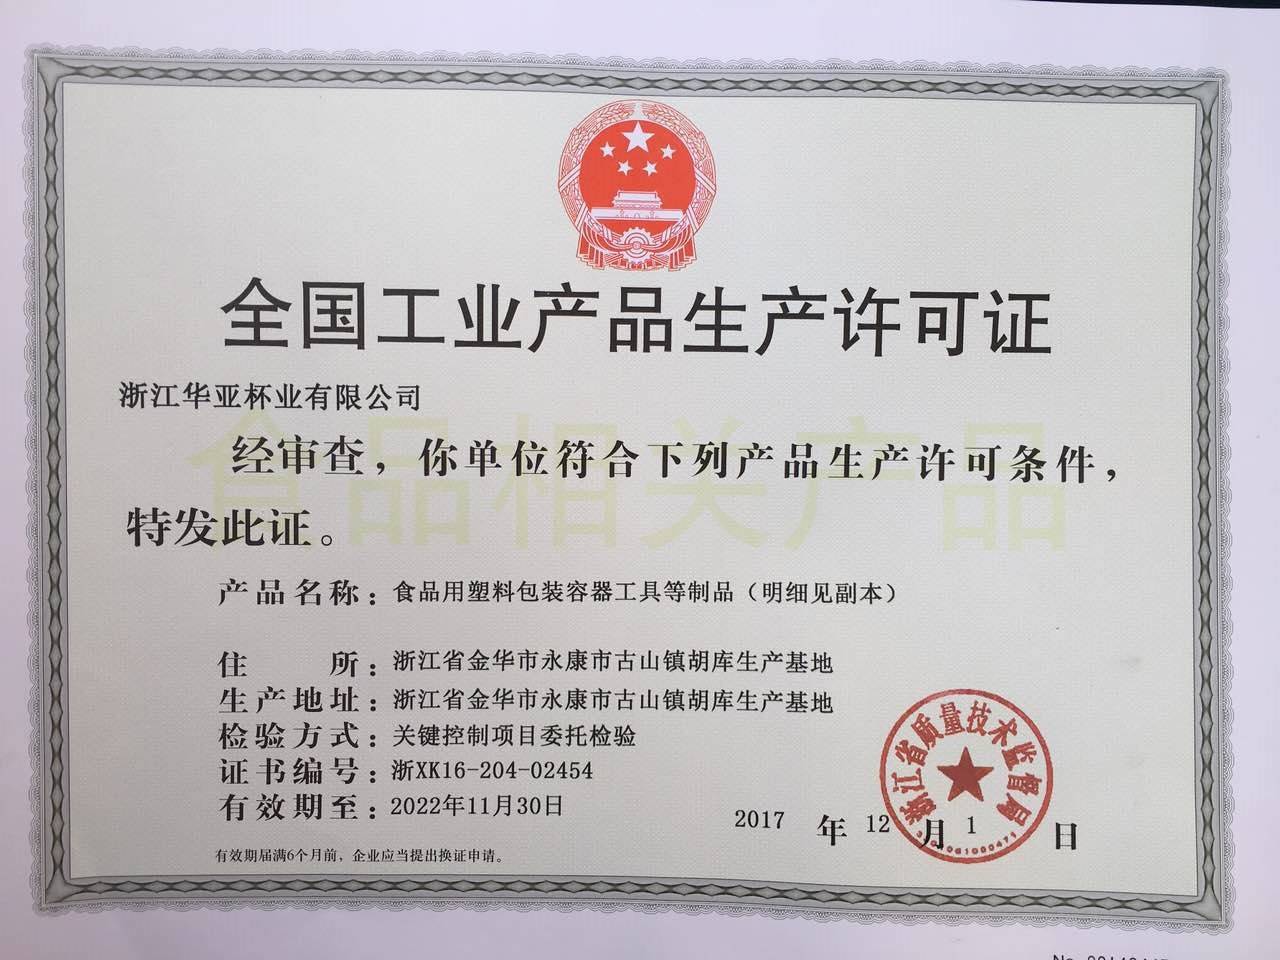 全国工业产品生产许可证
浙江华亚杯业有限公司
食品相关产品
经审查，你单位符合下列产品生产许可条件，
特发此证。
产品名称：食品用塑料包装容器工具等制品（明细见副本）
住所：浙江省金华市永康市古山镇胡库生产基地
生产地址：浙江省金华市永康市古山镇胡库生产基地
检验方式：关键控制项目委托检验
证书编号：浙XK16-204-02454
有效期至：2022年11月30日
浙江省质量技术监督局
2017年12月1日
有效期届满6个月前，企业应当提出换证申请。